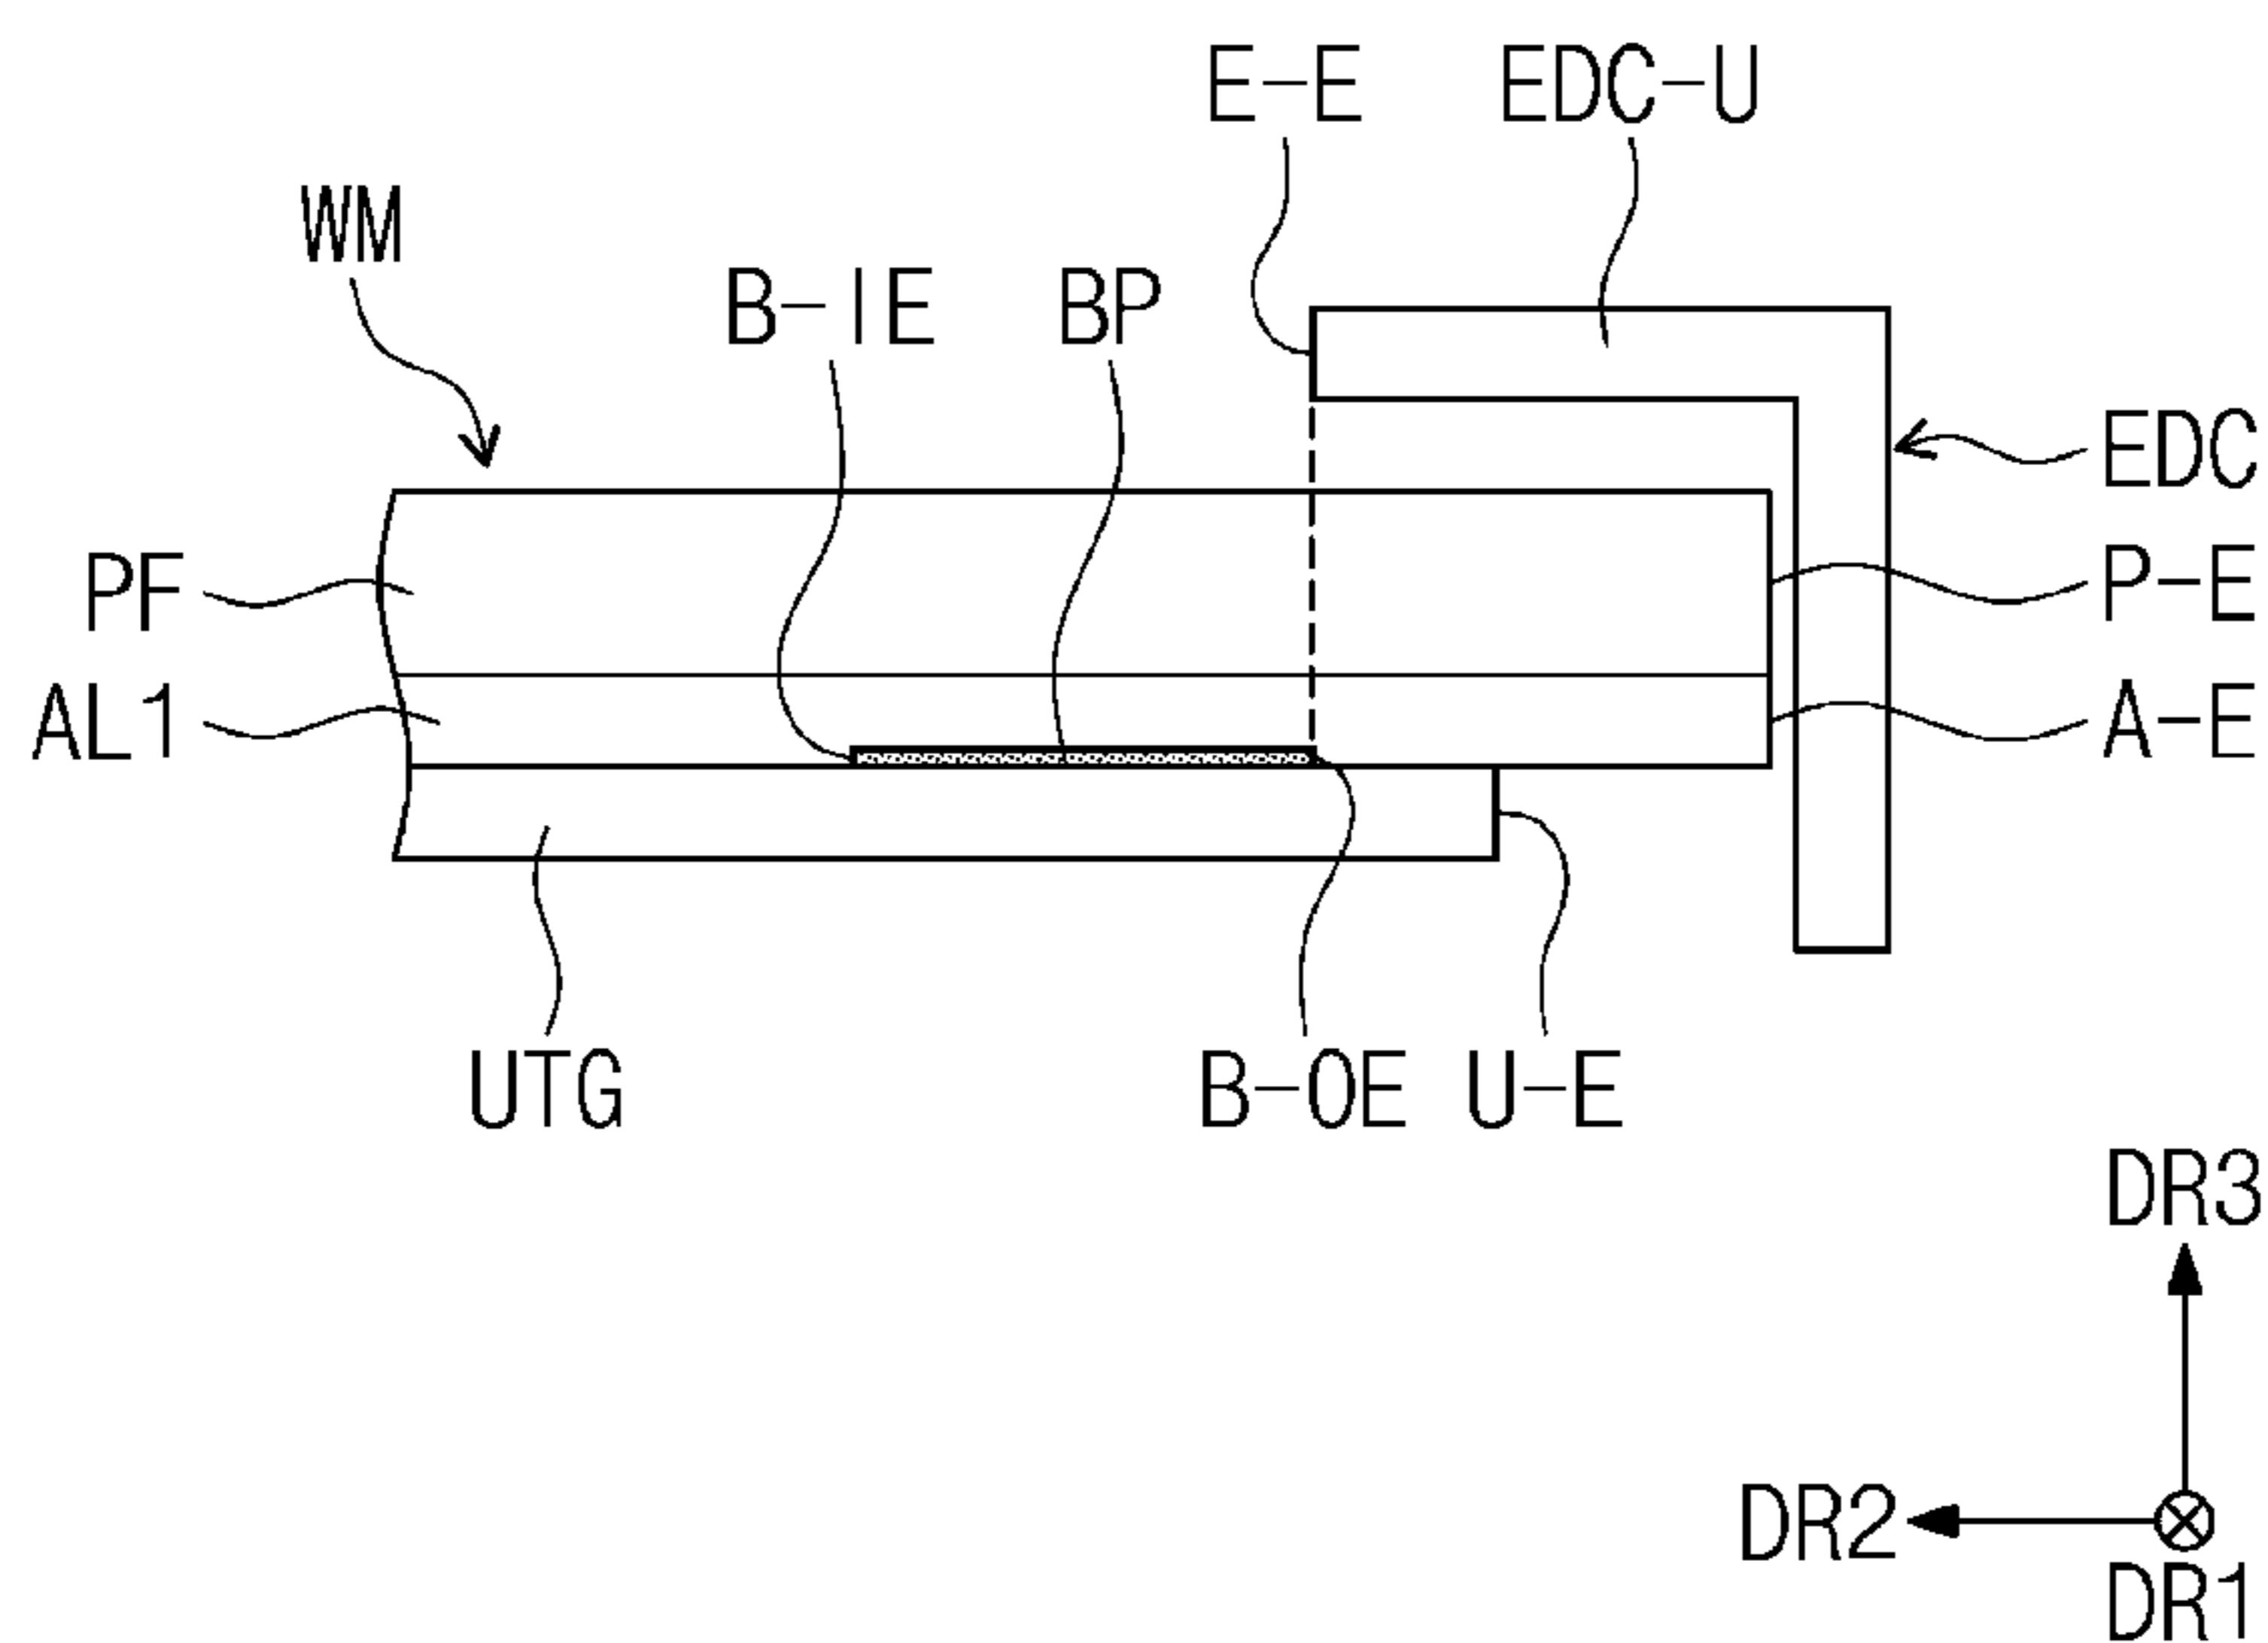 E-E EDC-U
WM
B-IE BP
EDC
PF P-E
AL1 A-E
UTG B-OE U-E
DR3
DR2
DR1